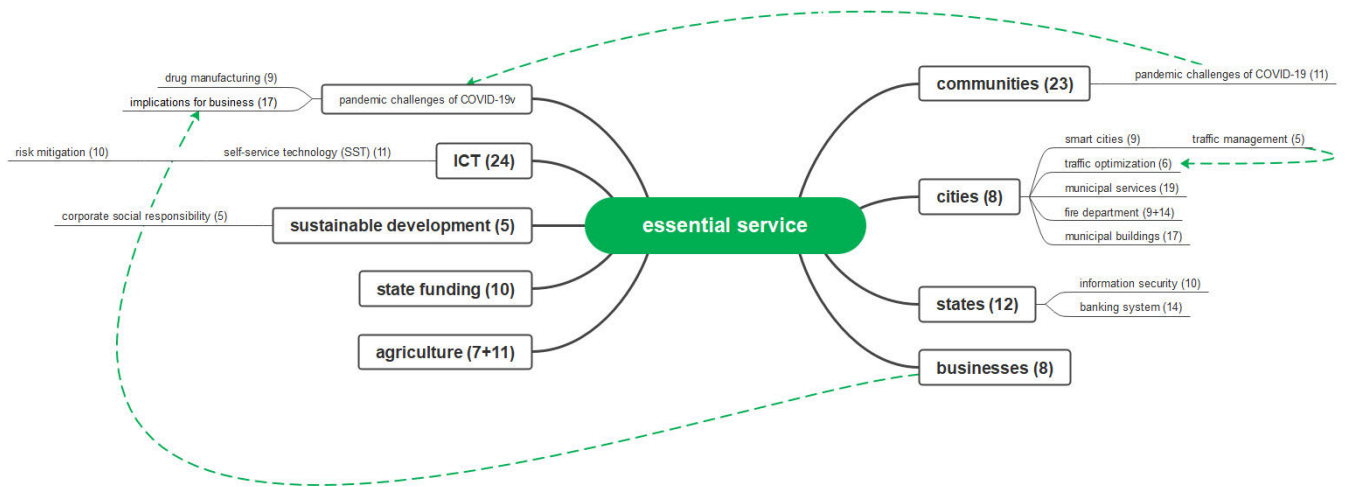 essential service
communities (23)
pandemic challenges of COVID-19 (11)
cities (8)
smart cities (9)
traffic management (5)
traffic optimization (6)
municipal services (19)
fire department (9+14)
municipal buildings (17)
states (12)
information security (10)
banking system (14)
businesses (8)
pandemic challenges of COVID-19v
drug manufacturing (9)
implications for business (17)
ICT (24)
self-service technology (SST) (11)
risk mitigation (10)
sustainable development (5)
corporate social responsibility (5)
state funding (10)
agriculture (7+11)